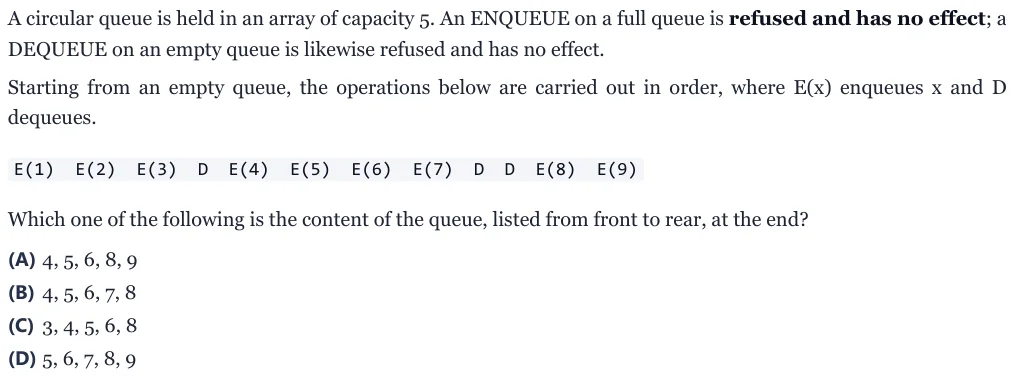 A circular queue is held in an array of capacity 5. An ENQUEUE on a full queue is refused and has no effect; a
DEQUEUE on an empty queue is likewise refused and has no effect.
Starting from an empty queue, the operations below are carried out in order, where E(x) enqueues x and D
dequeues.
E(1) E(2) E(3) D E(4) E(5) E(6) E(7) D D E(8) E(9)
Which one of the following is the content of the queue, listed from front to rear, at the end?
(A) 4, 5, 6, 8, 9
(B) 4, 5, 6, 7, 8
(C) 3, 4, 5, 6, 8
(D) 5, 6, 7, 8, 9